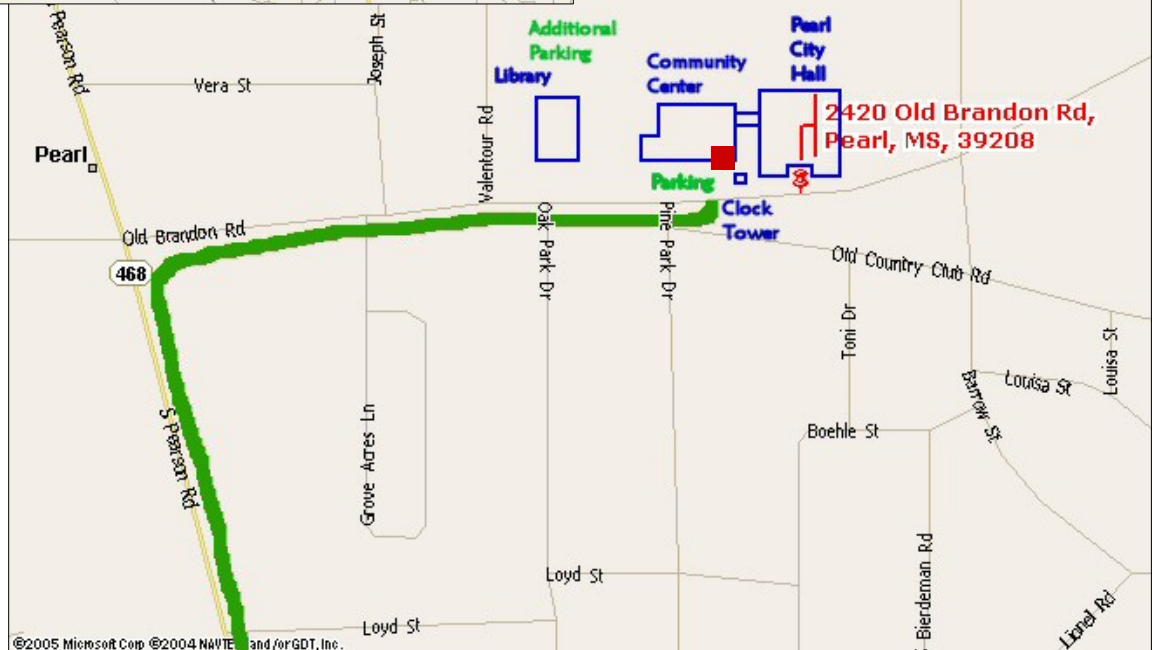 Pearson Rd
Joseph St
Vera St
Additional
Parking
Library
Community
Center
Pearl
City
Hall
2420 Old Brandon Rd,
Pearl, MS, 39208
Valentour Rd
Pearl
Parking
Clock
Tower
Old Brandon Rd
468
Oak Park Dr
Pine Park Dr
Old Country Club Rd
Toni Dr
Louisa St
Louisa St
Barrow St
Boehle St
S Pearson Rd
Grove Acres Ln
Loyd St
Loyd St
S Bierdeman Rd
Lionel Rd
©2005 Microsoft Corp ©2004 NAVTE and/or GDT, Inc.